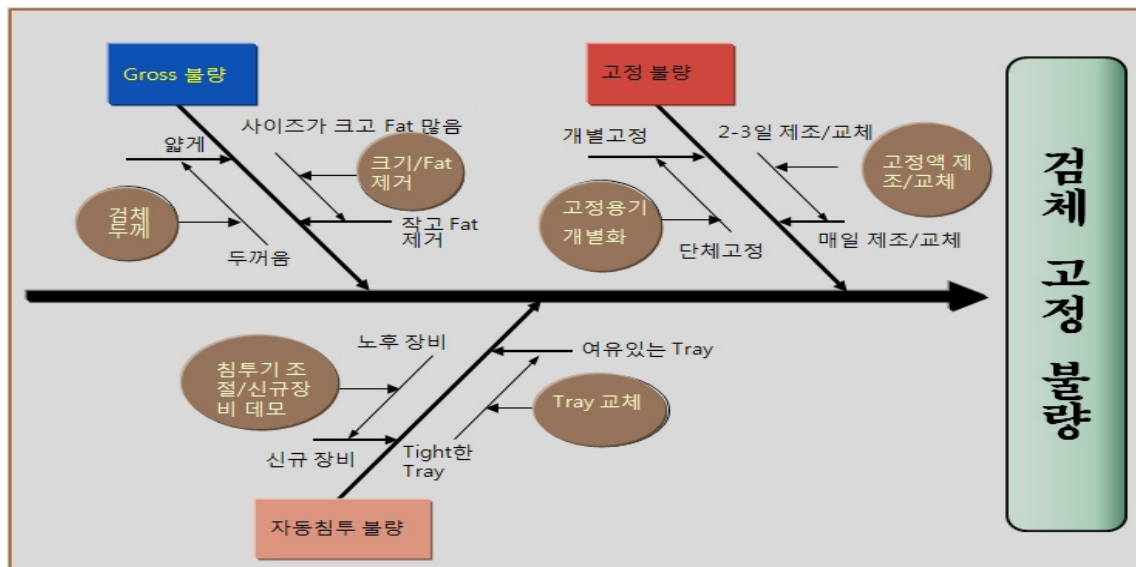 Gross 불량
고정 불량
얇게
사이즈가 크고 Fat 많음
크기/Fat
제거
검체
두께
작고 Fat
제거
두꺼움
개별고정
2-3일 제조/교체
고정액 제
조/교체
고정용기
개별화
단체고정
매일 제조/교체
검체 고정 불량
노후 장비
여유있는 Tray
침투기 조
절/신규장
비 데모
Tray 교체
신규 장비
Tight한
Tray
자동침투 불량